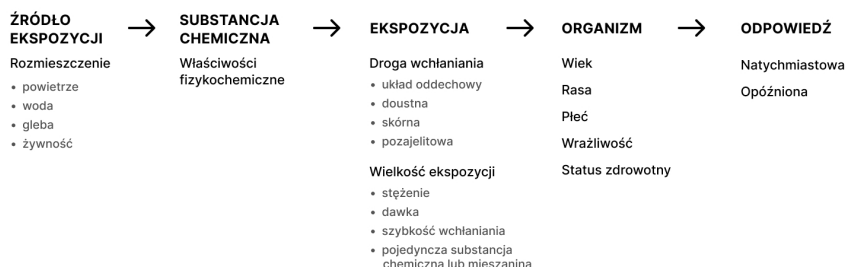 ŹRÓDŁO
EKSPOZYCJI
Rozmieszczenie
• powietrze
• woda
• gleba
• żywność
SUBSTANCJA
CHEMICZNA
Właściwości
fizykochemiczne
EKSPOZYCJA
Droga wchłaniania
• układ oddechowy
• doustna
• skórna
• pozajelitowa
Wielkość ekspozycji
• stężenie
• dawka
• szybkość wchłaniania
• pojedyncza substancja
chemiczna lub mieszanina
ORGANIZM
Wiek
Rasa
Płeć
Wrażliwość
Status zdrowotny
ODPOWIEDŹ
Natychmiastowa
Opóźniona